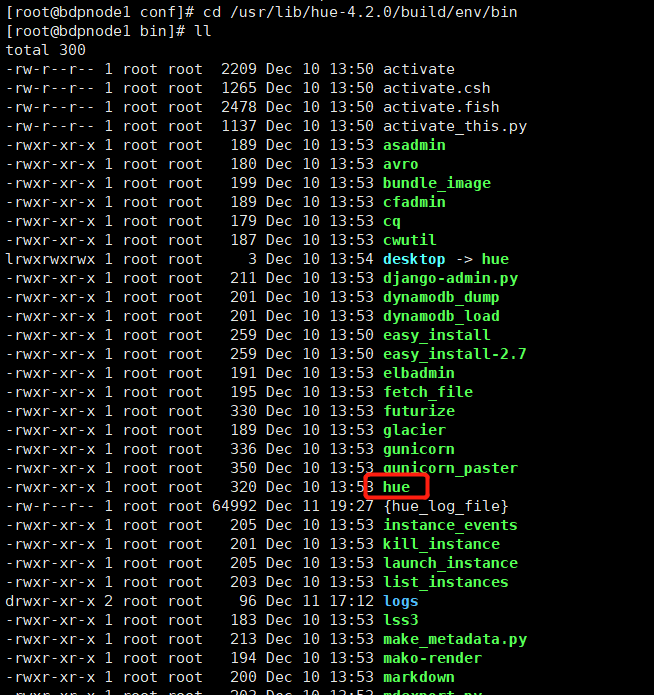 [root@bdpnode1 conf]# cd /usr/lib/hue-4.2.0/build/env/bin
[root@bdpnode1 bin]# ll
total 300
-rw-r--r-- 1 root root  2209 Dec 10 13:50 activate
-rw-r--r-- 1 root root  1265 Dec 10 13:50 activate.csh
-rw-r--r-- 1 root root  2478 Dec 10 13:50 activate.fish
-rw-r--r-- 1 root root  1137 Dec 10 13:50 activate_this.py
-rwxr-xr-x 1 root root   189 Dec 10 13:53 asadmin
-rwxr-xr-x 1 root root   180 Dec 10 13:53 avro
-rwxr-xr-x 1 root root   199 Dec 10 13:53 bundle_image
-rwxr-xr-x 1 root root   189 Dec 10 13:53 cfadmin
-rwxr-xr-x 1 root root   179 Dec 10 13:53 cq
-rwxr-xr-x 1 root root   187 Dec 10 13:53 cwutil
lrwxrwxrwx 1 root root     3 Dec 10 13:54 desktop -> hue
-rwxr-xr-x 1 root root   211 Dec 10 13:53 django-admin.py
-rwxr-xr-x 1 root root   201 Dec 10 13:53 dynamodb_dump
-rwxr-xr-x 1 root root   201 Dec 10 13:53 dynamodb_load
-rwxr-xr-x 1 root root   259 Dec 10 13:50 easy_install
-rwxr-xr-x 1 root root   259 Dec 10 13:50 easy_install-2.7
-rwxr-xr-x 1 root root   191 Dec 10 13:53 elbadmin
-rwxr-xr-x 1 root root   195 Dec 10 13:53 fetch_file
-rwxr-xr-x 1 root root   330 Dec 10 13:53 futurize
-rwxr-xr-x 1 root root   189 Dec 10 13:53 glacier
-rwxr-xr-x 1 root root   336 Dec 10 13:53 gunicorn
-rwxr-xr-x 1 root root   350 Dec 10 13:53 gunicorn_paster
-rwxr-xr-x 1 root root   320 Dec 10 13:53 hue
-rw-r--r-- 1 root root 64992 Dec 11 19:27 {hue_log_file}
-rwxr-xr-x 1 root root   205 Dec 10 13:53 instance_events
-rwxr-xr-x 1 root root   201 Dec 10 13:53 kill_instance
-rwxr-xr-x 1 root root   205 Dec 10 13:53 launch_instance
-rwxr-xr-x 1 root root   203 Dec 10 13:53 list_instances
drwxr-xr-x 2 root root    96 Dec 11 17:12 logs
-rwxr-xr-x 1 root root   183 Dec 10 13:53 lss3
-rwxr-xr-x 1 root root   213 Dec 10 13:53 make_metadata.py
-rwxr-xr-x 1 root root   194 Dec 10 13:53 mako-render
-rwxr-xr-x 1 root root   200 Dec 10 13:53 markdown